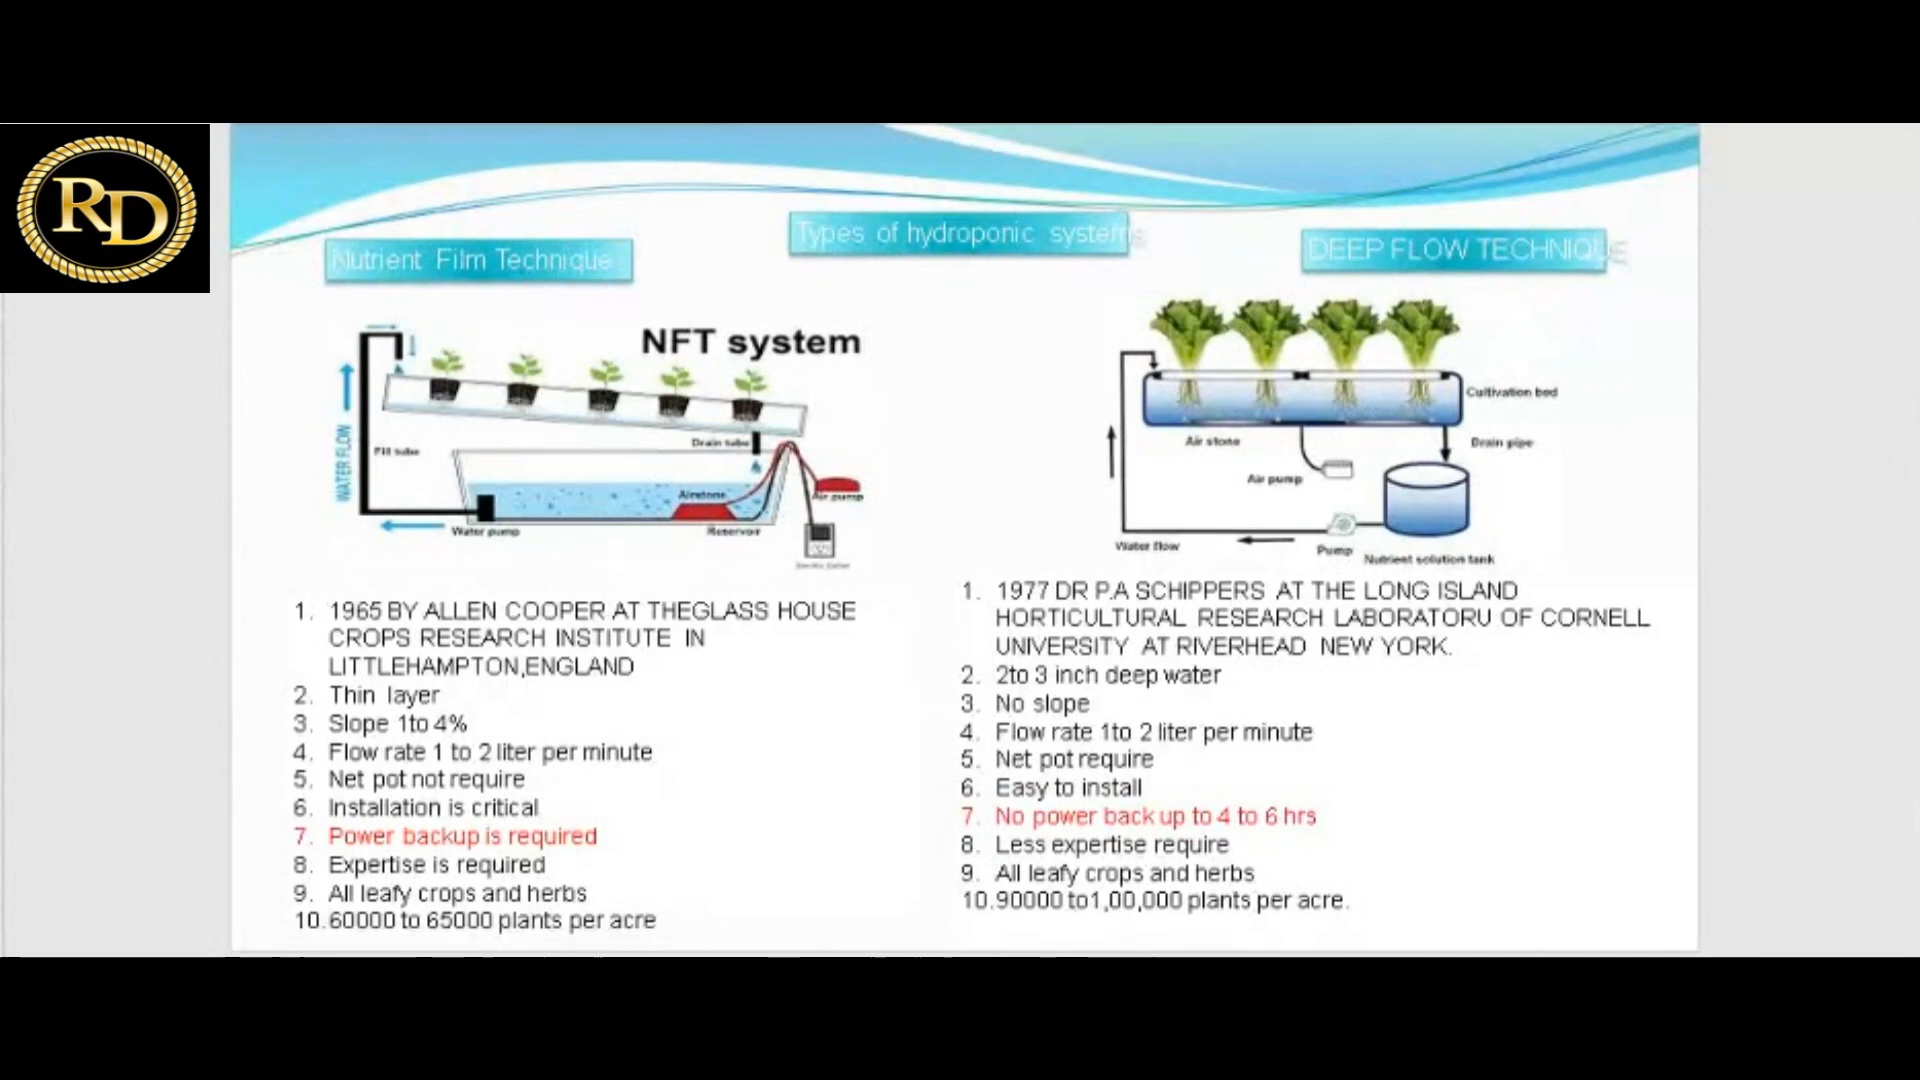 RD
Types of hydroponic systems
Nutrient Film Technique
NFT system
WATER FLOW
Fill tube
Drain tube
Airstone
Air pump
Water pump
Reservoir
1. 1965 BY ALLEN COOPER AT THEGLASS HOUSE
CROPS RESEARCH INSTITUTE IN
LITTLEHAMPTON,ENGLAND
2. Thin layer
3. Slope 1to 4%
4. Flow rate 1 to 2 liter per minute
5. Net pot not require
6. Installation is critical
7. Power backup is required
8. Expertise is required
9. All leafy crops and herbs
10. 60000 to 65000 plants per acre
DEEP FLOW TECHNIQUE
Cultivation bed
Air stone
Drain pipe
Air pump
Water flow
Pump
Nutrient solution tank
1. 1977 DR P.A SCHIPPERS AT THE LONG ISLAND
HORTICULTURAL RESEARCH LABORATORU OF CORNELL
UNIVERSITY AT RIVERHEAD NEW YORK.
2. 2to 3 inch deep water
3. No slope
4. Flow rate 1to 2 liter per minute
5. Net pot require
6. Easy to install
7. No power back up to 4 to 6 hrs
8. Less expertise require
9. All leafy crops and herbs
10. 90000 to1,00,000 plants per acre.